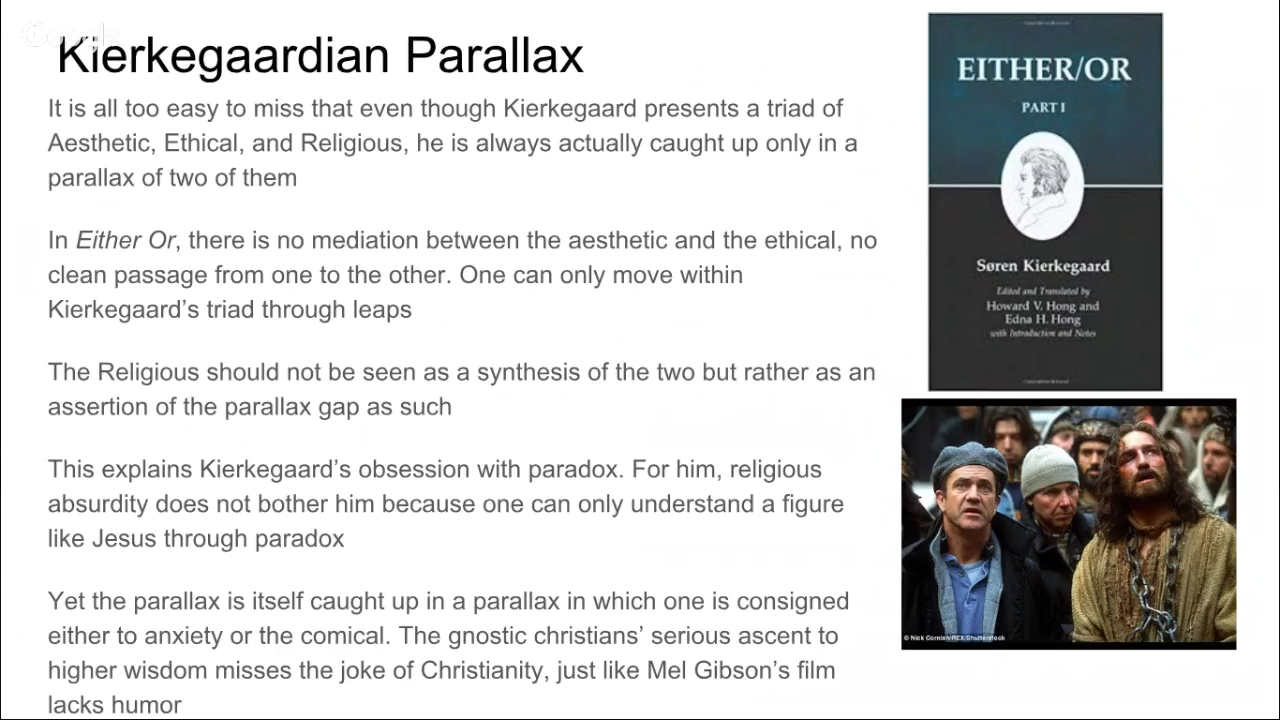 Google
Kierkegaardian Parallax
It is all too easy to miss that even though Kierkegaard presents a triad of
Aesthetic, Ethical, and Religious, he is always actually caught up only in a
parallax of two of them
In Either Or, there is no mediation between the aesthetic and the ethical, no
clean passage from one to the other. One can only move within
Kierkegaard's triad through leaps
The Religious should not be seen as a synthesis of the two but rather as an
assertion of the parallax gap as such
This explains Kierkegaard's obsession with paradox. For him, religious
absurdity does not bother him because one can only understand a figure
like Jesus through paradox
Yet the parallax is itself caught up in a parallax in which one is consigned
either to anxiety or the comical. The gnostic christians' serious ascent to
higher wisdom misses the joke of Christianity, just like Mel Gibson's film
lacks humor
EITHER/OR
PART I
Søren Kierkegaard
Edited and Translated by
Howard V. Hong and
Edna H. Hong
with Introduction and Notes
© Nick Cornish/REX/Shutterstock